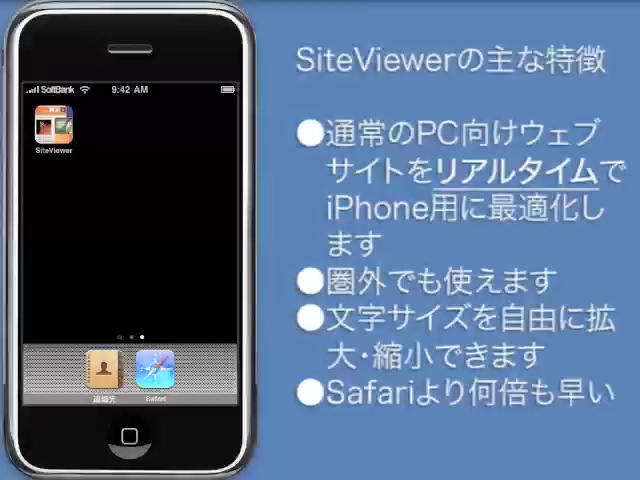 SoftBank 9:42 AM
SiteViewer
連絡先 Safari
SiteViewerの主な特徴
●通常のPC向けウェブ
サイトをリアルタイムで
iPhone用に最適化し
ます
●圏外でも使えます
●文字サイズを自由に拡
大・縮小できます
●Safariより何倍も早い